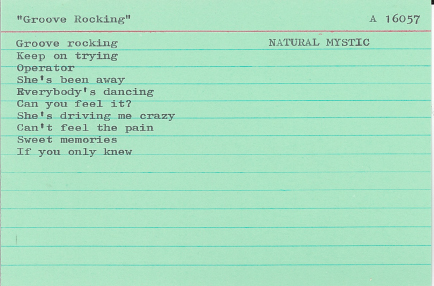 "Groove Rocking" A 16057
Groove rocking NATURAL MYSTIC
Keep on trying
Operator
She's been away
Everybody's dancing
Can you feel it?
She's driving me crazy
Can't feel the pain
Sweet memories
If you only knew